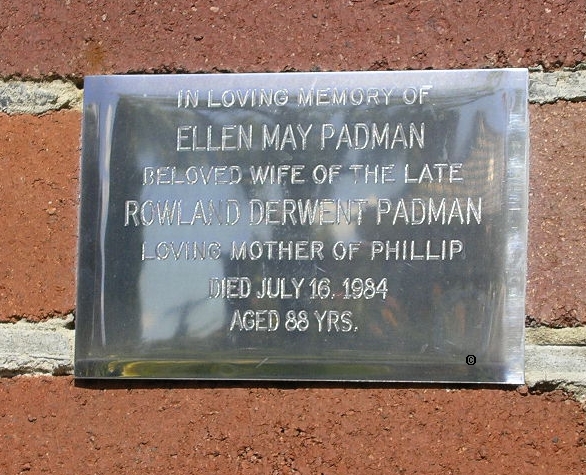 IN LOVING MEMORY OF
ELLEN MAY PADMAN
BELOVED WIFE OF THE LATE
ROWLAND DERWENT PADMAN
LOVING MOTHER OF PHILLIP
DIED JULY 16, 1984
AGED 88 YRS.
©